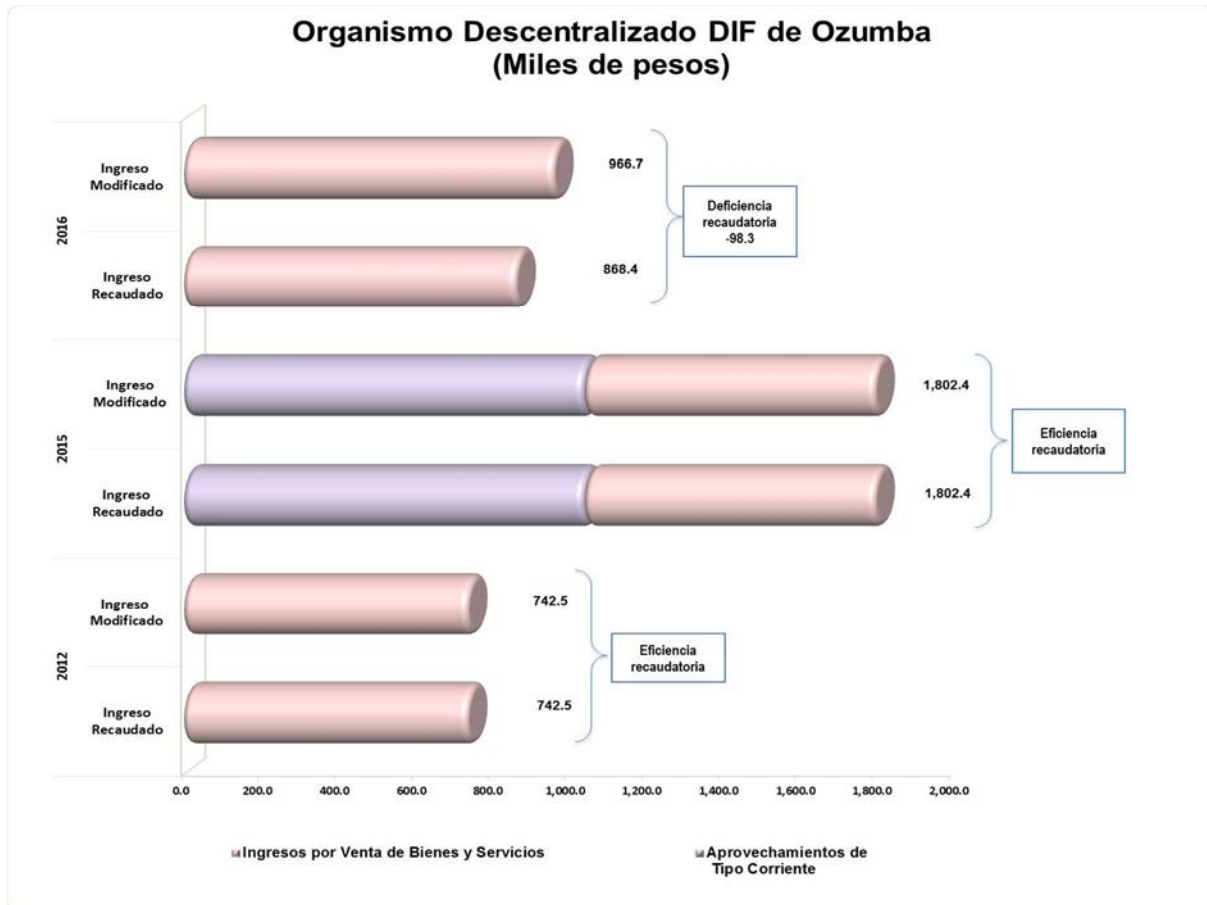 Organismo Descentralizado DIF de Ozumba
(Miles de pesos)
2016
Ingreso
Modificado
966.7
Ingreso
Recaudado
868.4
Deficiencia
recaudatoria
-98.3
2015
Ingreso
Modificado
1,802.4
Ingreso
Recaudado
1,802.4
Eficiencia
recaudatoria
2012
Ingreso
Modificado
742.5
Ingreso
Recaudado
742.5
Eficiencia
recaudatoria
0.0 200.0 400.0 600.0 800.0 1,000.0 1,200.0 1,400.0 1,600.0 1,800.0 2,000.0
Ingresos por Venta de Bienes y Servicios
Aprovechamientos de
Tipo Corriente